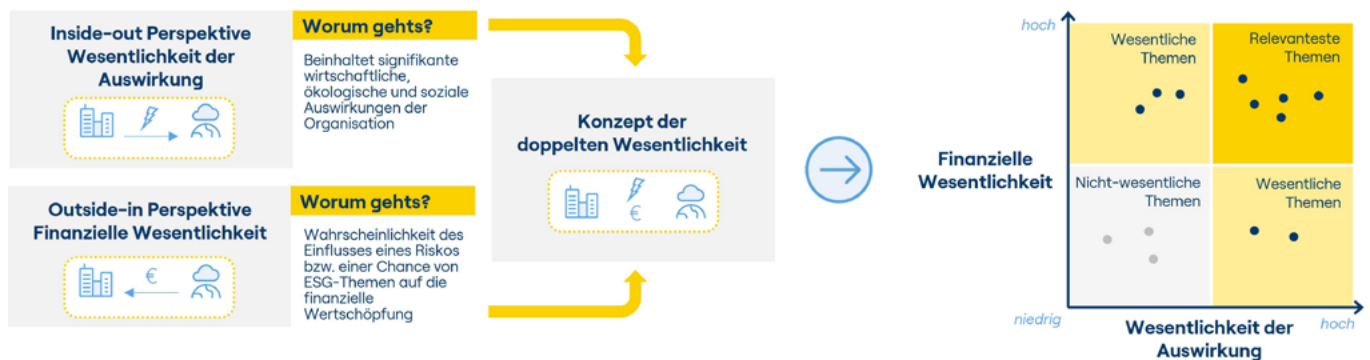 Inside-out Perspektive
Wesentlichkeit der
Auswirkung
Worum gehts?
Beinhaltet signifikante
wirtschaftliche,
ökologische und soziale
Auswirkungen der
Organisation
Outside-in Perspektive
Finanzielle Wesentlichkeit
€
Worum gehts?
Wahrscheinlichkeit des
Einflusses eines Riskos
bzw. einer Chance von
ESG-Themen auf die
finanzielle
Wertschöpfung
Konzept der
doppelten Wesentlichkeit
€
Finanzielle
Wesentlichkeit
hoch
Wesentliche
Themen
Relevanteste
Themen
Nicht-wesentliche
Themen
Wesentliche
Themen
niedrig
Wesentlichkeit der
Auswirkung
hoch